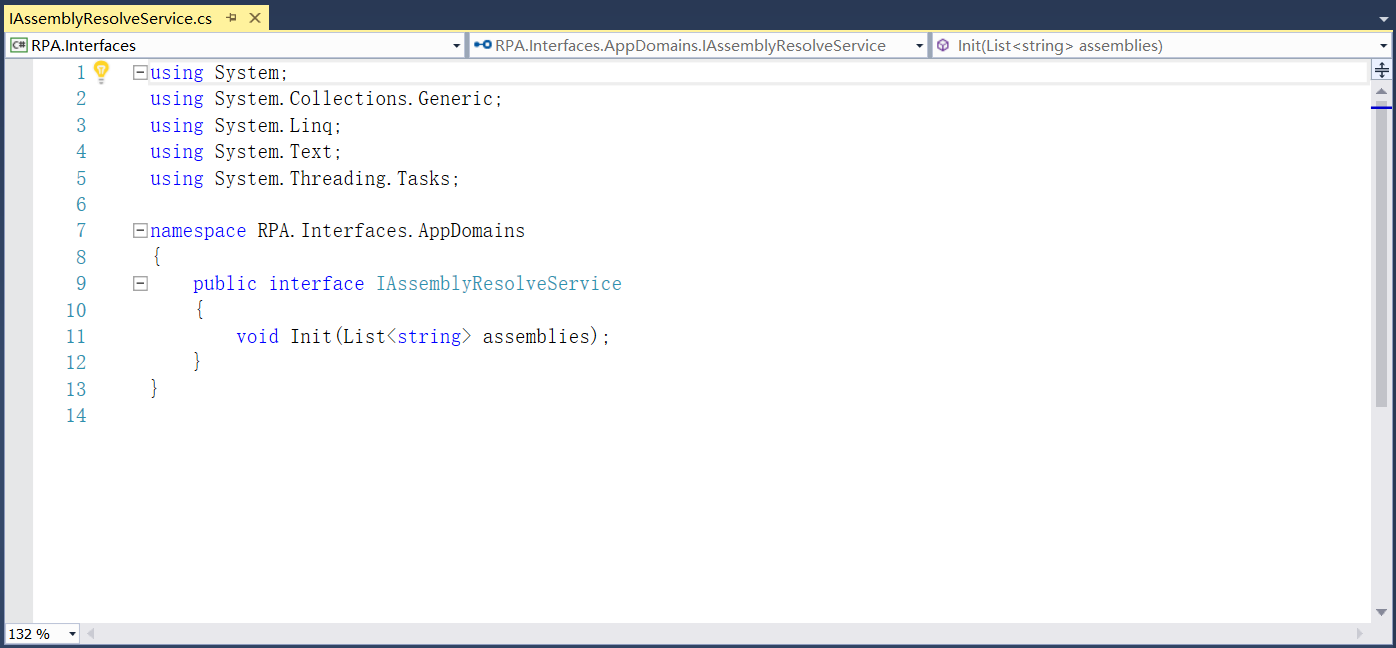 IAssemblyResolveService.cs
C# RPA.Interfaces
RPA.Interfaces.AppDomains.IAssemblyResolveService
Init(List<string> assemblies)
1 using System;
2 using System.Collections.Generic;
3 using System.Linq;
4 using System.Text;
5 using System.Threading.Tasks;
6
7 namespace RPA.Interfaces.AppDomains
8 {
9     public interface IAssemblyResolveService
10     {
11         void Init(List<string> assemblies);
12     }
13 }
14
132 %